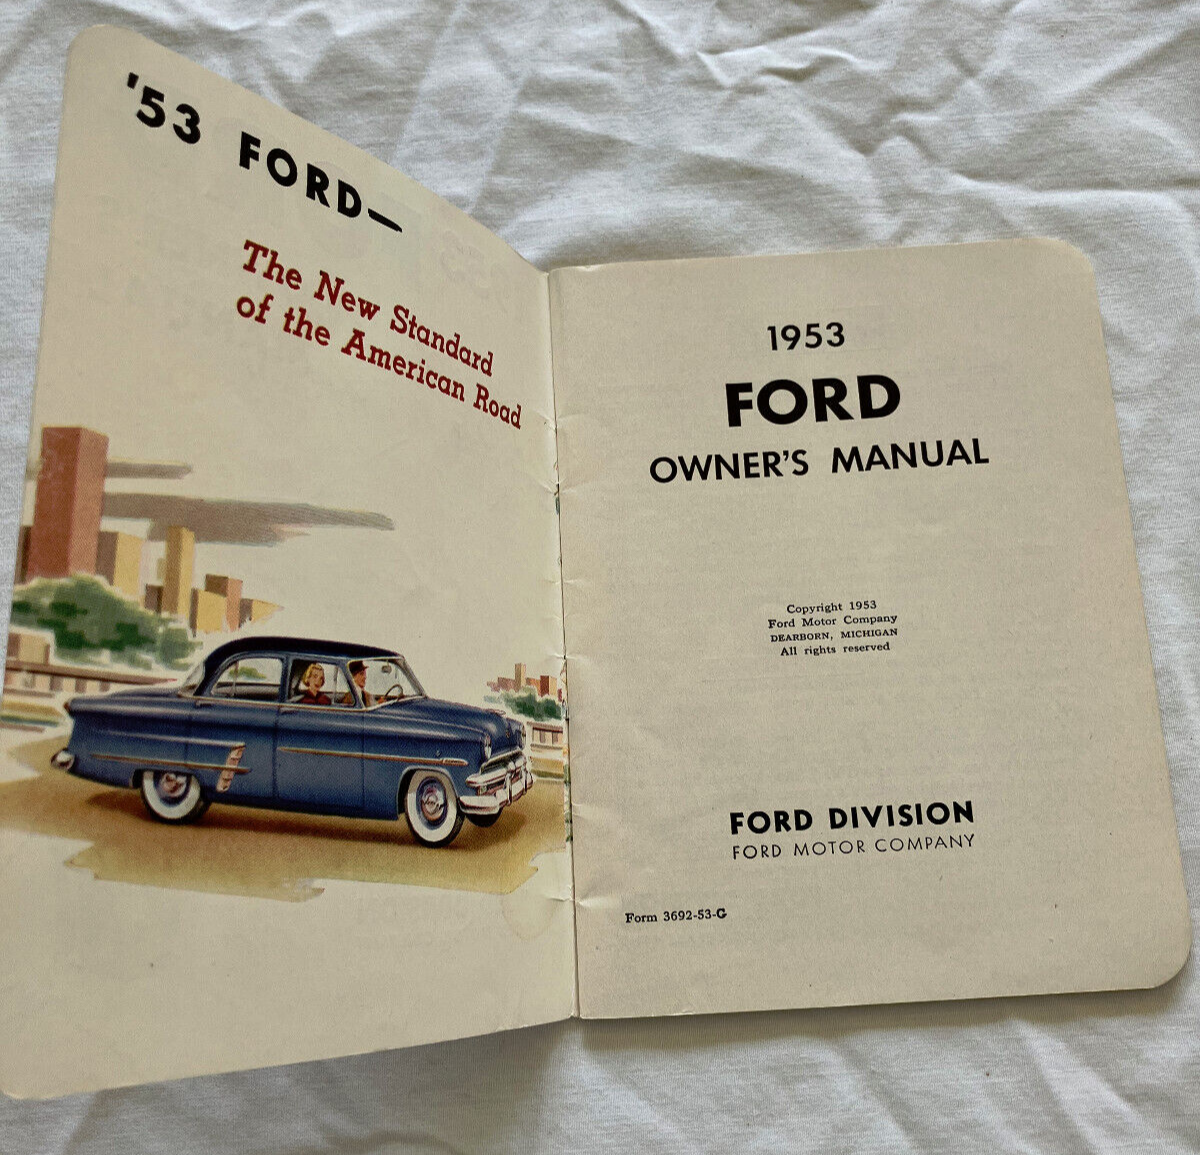 '53 FORD—
The New Standard
of the American Road
1953
FORD
OWNER'S MANUAL
Copyright 1953
Ford Motor Company
DEARBORN, MICHIGAN
All rights reserved
FORD DIVISION
FORD MOTOR COMPANY
Form 3692-53-G